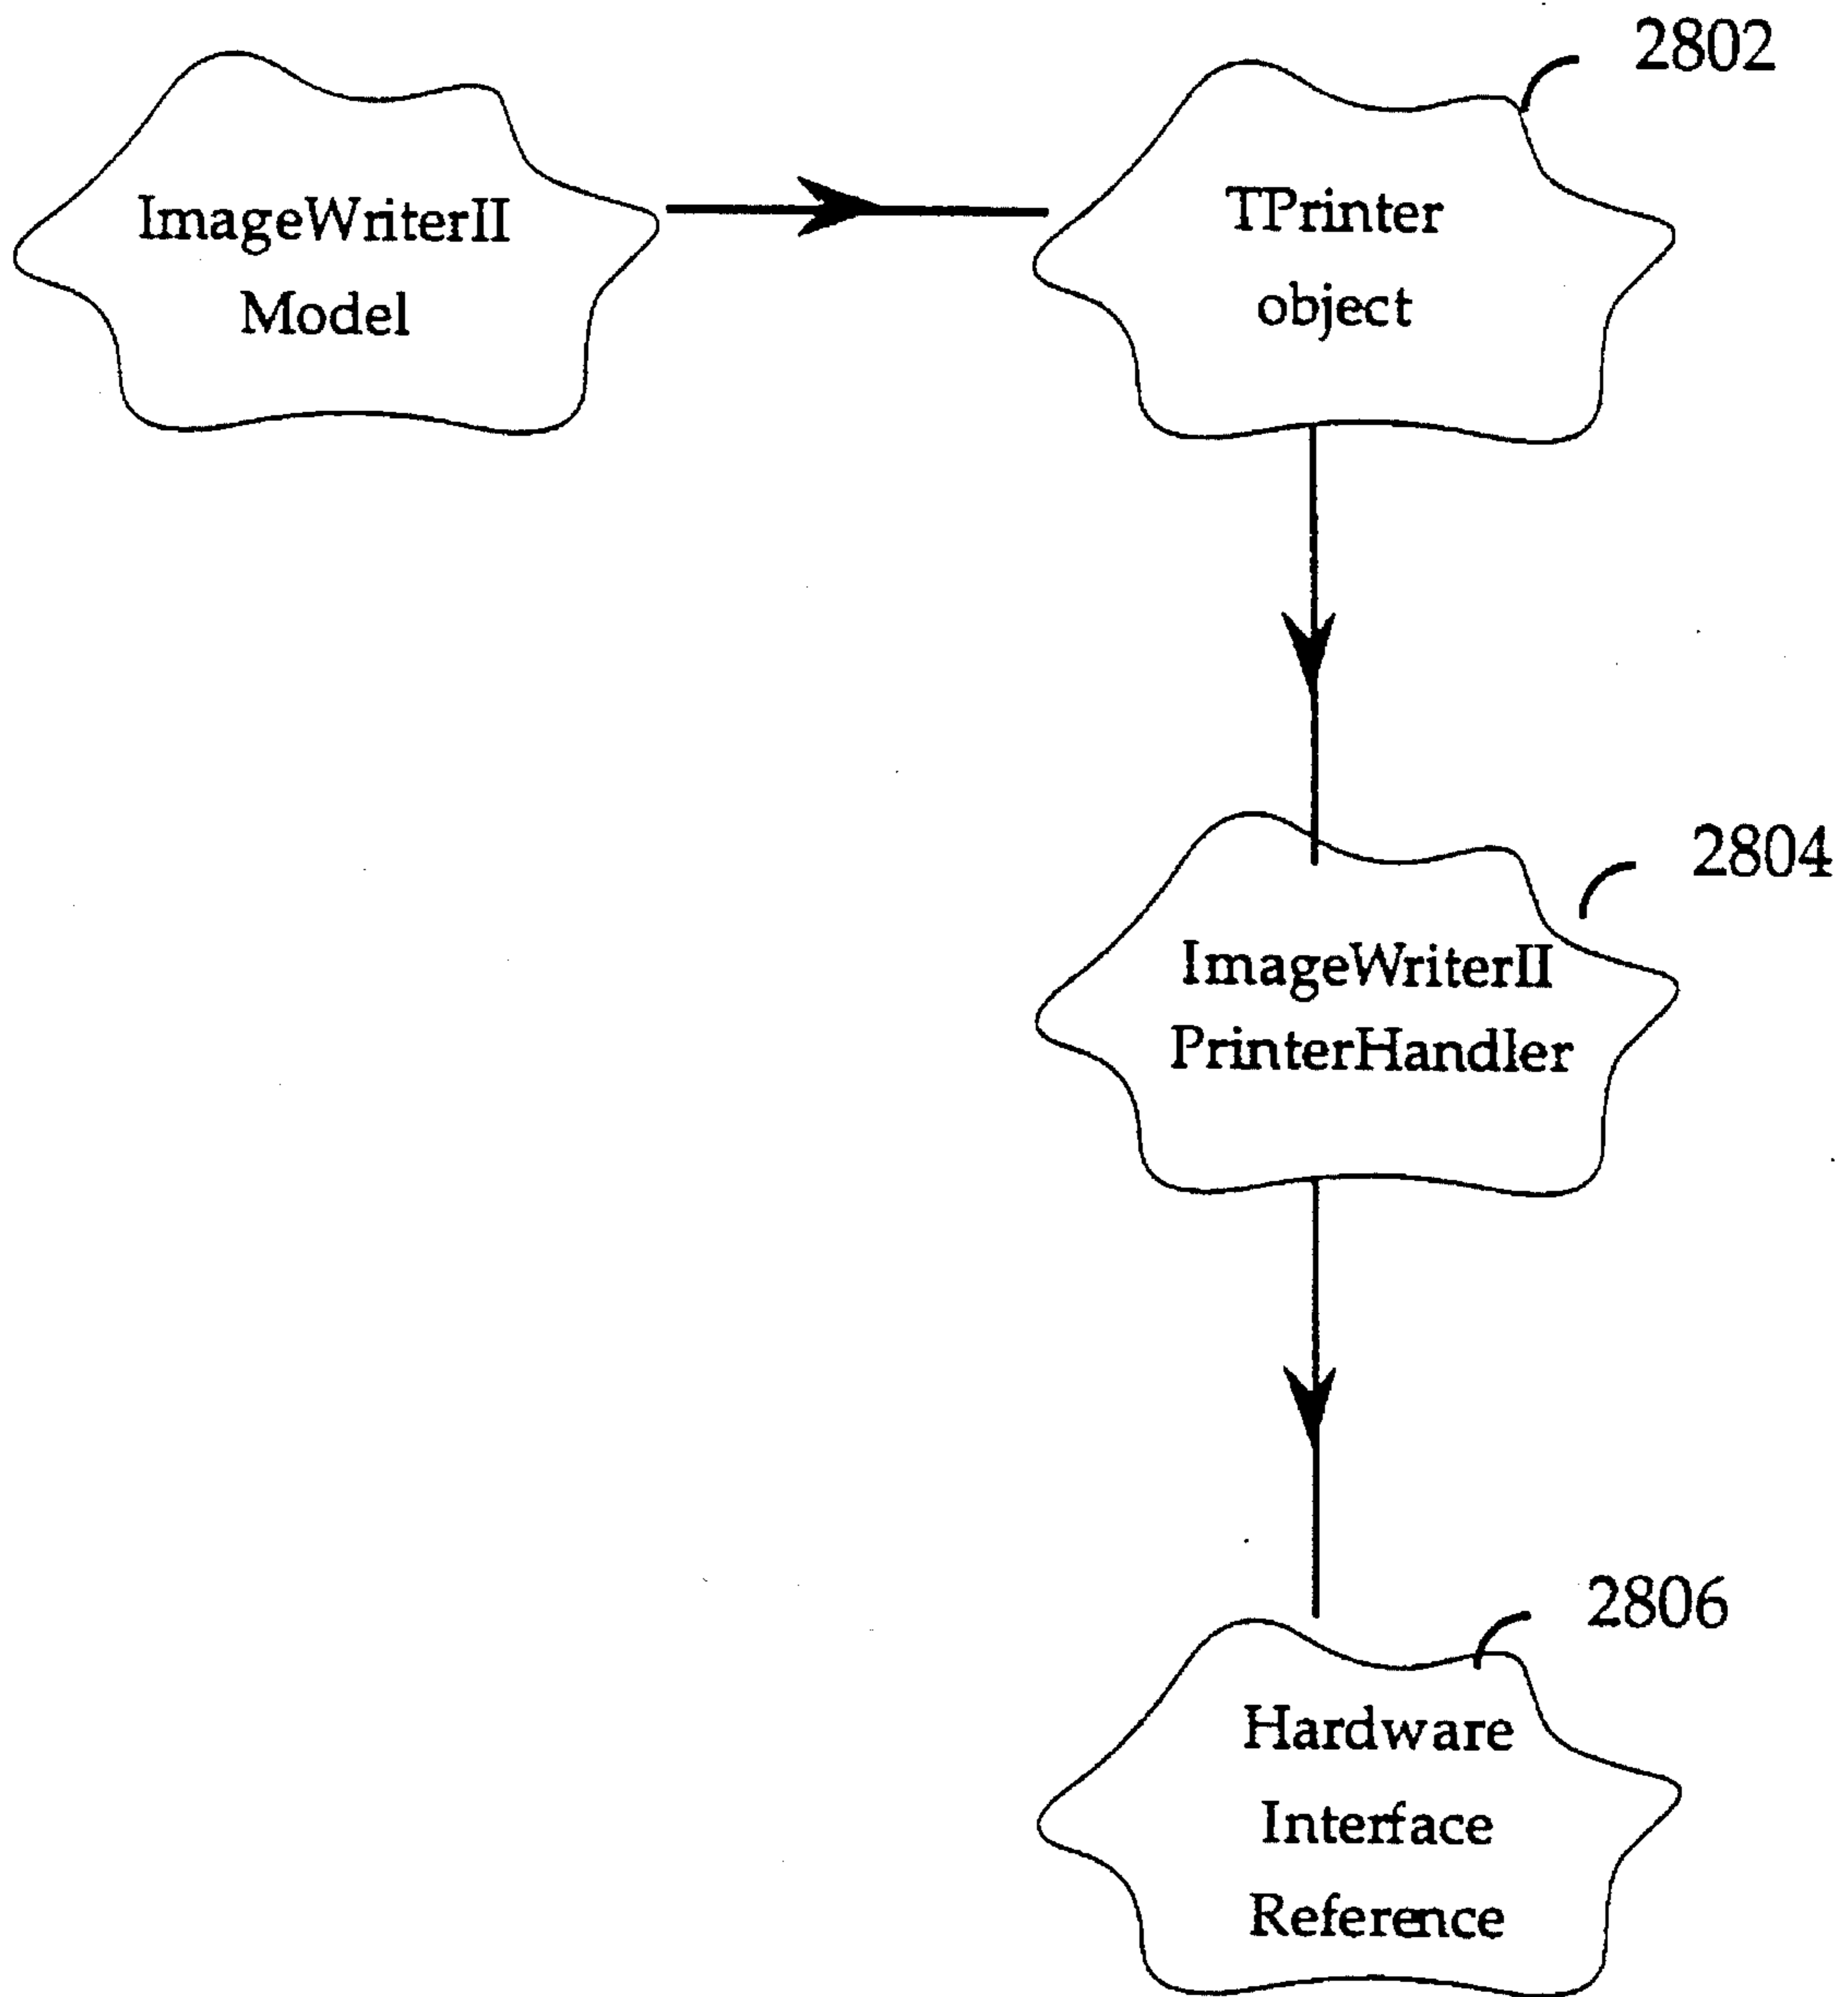 2802
ImageWriterII
Model
TPrinter
object
2804
ImageWriterII
PrinterHandler
2806
Hardware
Interface
Reference